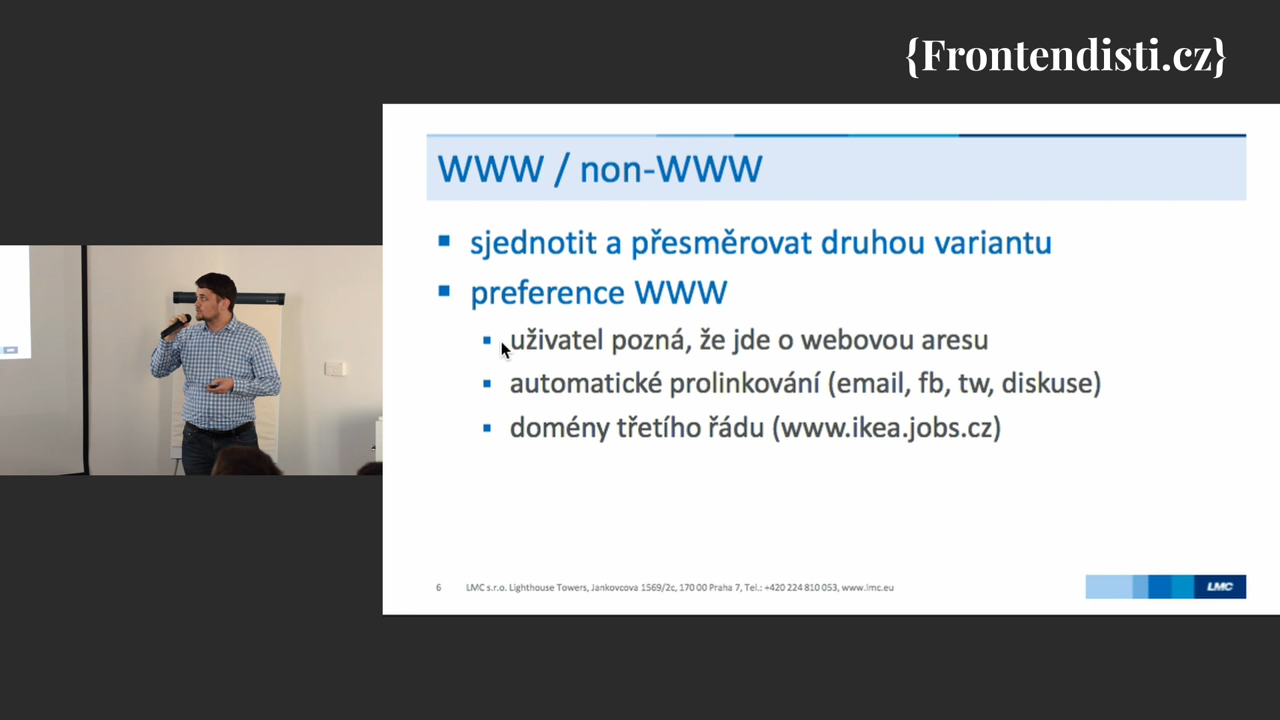 {Frontendisti.cz}
WWW / non-WWW
sjednotit a přesměrovat druhou variantu
preference WWW
uživatel pozná, že jde o webovou aresu
automatické prolinkování (email, fb, tw, diskuse)
domény třetího řádu (www.ikea.jobs.cz)
6 LMC s.r.o. Lighthouse Towers, Jankovcova 1569/2c, 170 00 Praha 7, Tel.: +420 224 810 053, www.lmc.eu
LMC